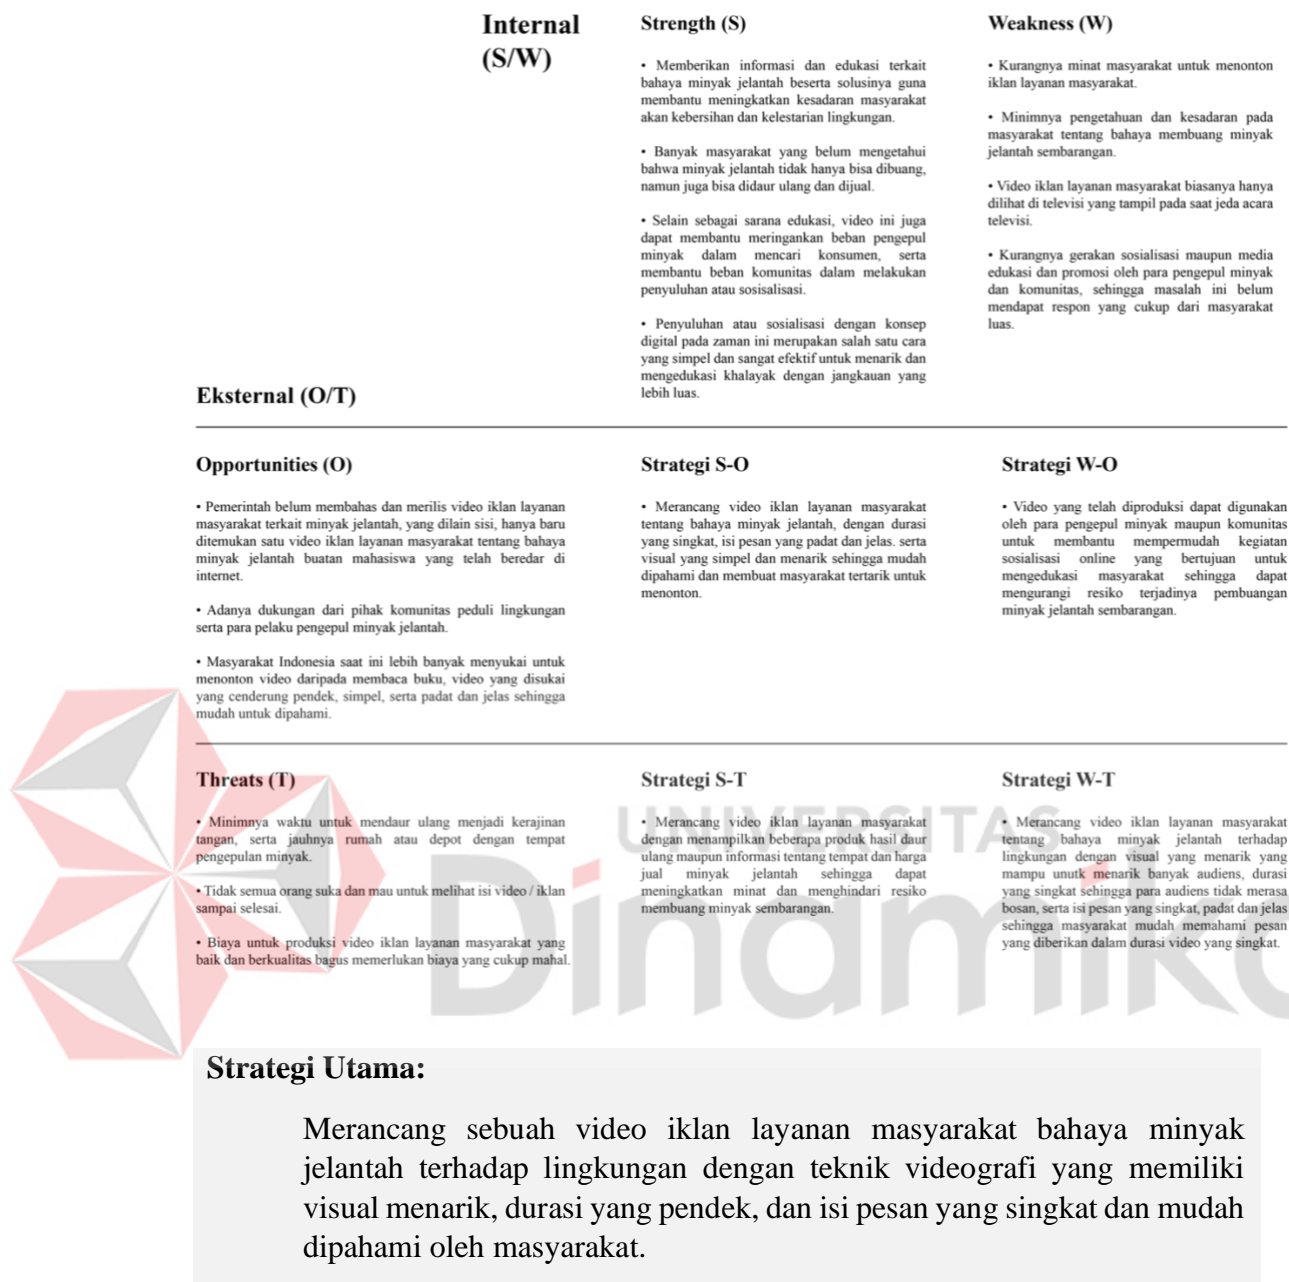 Internal
(S/W)
Strength (S)
• Memberikan informasi dan edukasi terkait
bahaya minyak jelantah beserta solusinya guna
membantu meningkatkan kesadaran masyarakat
akan kebersihan dan kelestarian lingkungan.
• Banyak masyarakat yang belum mengetahui
bahwa minyak jelantah tidak hanya bisa dibuang,
namun juga bisa didaur ulang dan dijual.
• Selain sebagai sarana edukasi, video ini juga
dapat membantu meringankan beban pengepul
minyak dalam mencari konsumen, serta
membantu beban komunitas dalam melakukan
penyuluhan atau sosisalisasi.
• Penyuluhan atau sosialisasi dengan konsep
digital pada zaman ini merupakan salah satu cara
yang simpel dan sangat efektif untuk menarik dan
mengedukasi khalayak dengan jangkauan yang
lebih luas.
Weakness (W)
• Kurangnya minat masyarakat untuk menonton
iklan layanan masyarakat.
• Minimnya pengetahuan dan kesadaran pada
masyarakat tentang bahaya membuang minyak
jelantah sembarangan.
• Video iklan layanan masyarakat biasanya hanya
dilihat di televisi yang tampil pada saat jeda acara
televisi.
• Kurangnya gerakan sosialisasi maupun media
edukasi dan promosi oleh para pengepul minyak
dan komunitas, sehingga masalah ini belum
mendapat respon yang cukup dari masyarakat
luas.
Eksternal (O/T)
Opportunities (O)
• Pemerintah belum membahas dan merilis video iklan layanan
masyarakat terkait minyak jelantah, yang dilain sisi, hanya baru
ditemukan satu video iklan layanan masyarakat tentang bahaya
minyak jelantah buatan mahasiswa yang telah beredar di
internet.
• Adanya dukungan dari pihak komunitas peduli lingkungan
serta para pelaku pengepul minyak jelantah.
• Masyarakat Indonesia saat ini lebih banyak menyukai untuk
menonton video daripada membaca buku, video yang disukai
yang cenderung pendek, simpel, serta padat dan jelas sehingga
mudah untuk dipahami.
Strategi S-O
• Merancang video iklan layanan masyarakat
tentang bahaya minyak jelantah, dengan durasi
yang singkat, isi pesan yang padat dan jelas. serta
visual yang simpel dan menarik sehingga mudah
dipahami dan membuat masyarakat tertarik untuk
menonton.
Strategi W-O
• Video yang telah diproduksi dapat digunakan
oleh para pengepul minyak maupun komunitas
untuk membantu mempermudah kegiatan
sosialisasi online yang bertujuan untuk
mengedukasi masyarakat sehingga dapat
mengurangi resiko terjadinya pembuangan
minyak jelantah sembarangan.
Threats (T)
• Minimnya waktu untuk mendaur ulang menjadi kerajinan
tangan, serta jauhnya rumah atau depot dengan tempat
pengepulan minyak.
• Tidak semua orang suka dan mau untuk melihat isi video / iklan
sampai selesai.
• Biaya untuk produksi video iklan layanan masyarakat yang
baik dan berkualitas bagus memerlukan biaya yang cukup mahal.
Strategi S-T
• Merancang video iklan layanan masyarakat
dengan menampilkan beberapa produk hasil daur
ulang maupun informasi tentang tempat dan harga
jual minyak jelantah sehingga dapat
meningkatkan minat dan menghindari resiko
membuang minyak sembarangan.
Strategi W-T
• Merancang video iklan layanan masyarakat
tentang bahaya minyak jelantah terhadap
lingkungan dengan visual yang menarik yang
mampu unutk menarik banyak audiens, durasi
yang singkat sehingga para audiens tidak merasa
bosan, serta isi pesan yang singkat, padat dan jelas
sehingga masyarakat mudah memahami pesan
yang diberikan dalam durasi video yang singkat.
UNIVERSITAS
Dinamika
Strategi Utama:
Merancang sebuah video iklan layanan masyarakat bahaya minyak
jelantah terhadap lingkungan dengan teknik videografi yang memiliki
visual menarik, durasi yang pendek, dan isi pesan yang singkat dan mudah
dipahami oleh masyarakat.